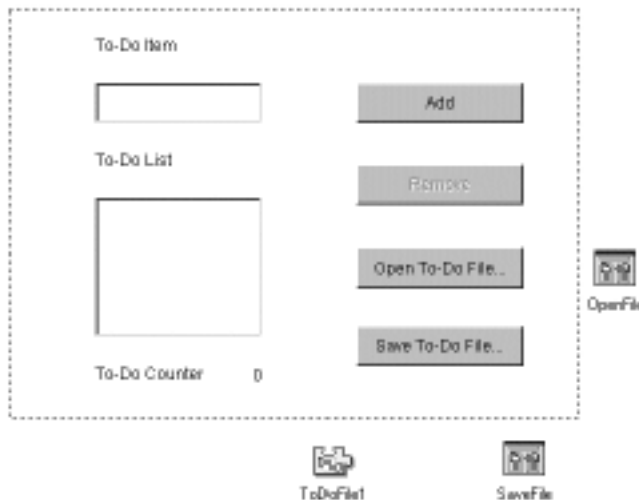 To-Do Item
Add
To-Do List
Remove
Open To-Do File...
Save To-Do File...
To-Do Counter 0
OpenFil
ToDoFile1
SaveFile